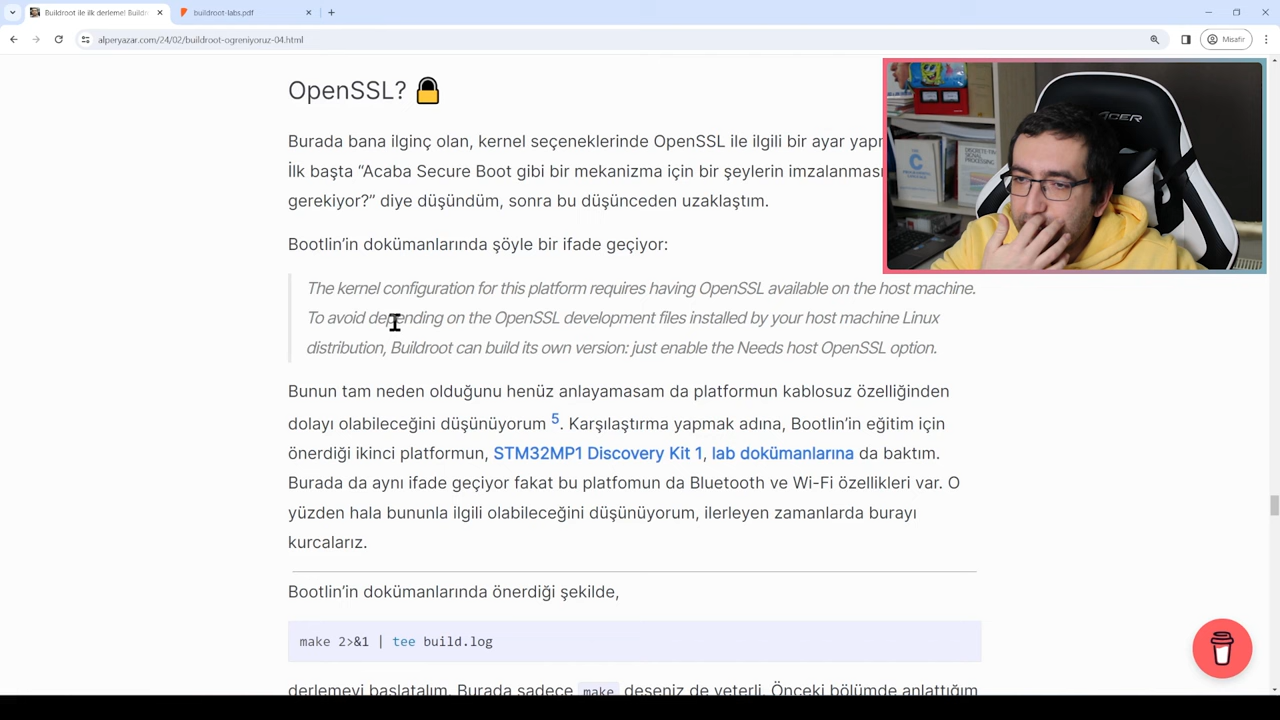 Buildroot ile ilk derleme! Buildr
buildroot-labs.pdf
alperyazar.com/24/02/buildroot-ogreniyoruz-04.html
Misafir
OpenSSL?
Burada bana ilginç olan, kernel seçeneklerinde OpenSSL ile ilgili bir ayar
İlk başta “Acaba Secure Boot gibi bir mekanizma için bir şeylerin imzalanması
gerekiyor?” diye düşündüm, sonra bu düşünceden uzaklaştım.
Bootlin’in dokümanlarında şöyle bir ifade geçiyor:
The kernel configuration for this platform requires having OpenSSL available on the host machine.
To avoid depending on the OpenSSL development files installed by your host machine Linux
distribution, Buildroot can build its own version: just enable the Needs host OpenSSL option.
Bunun tam neden olduğunu henüz anlayamasam da platformun kablosuz özelliğinden
dolayı olabileceğini düşünüyorum 5. Karşılaştırma yapmak adına, Bootlin’in eğitim için
önerdiği ikinci platformun, STM32MP1 Discovery Kit 1, lab dokümanlarına da baktım.
Burada da aynı ifade geçiyor fakat bu platfomun da Bluetooth ve Wi-Fi özellikleri var. O
yüzden hala bununla ilgili olabileceğini düşünüyorum, ilerleyen zamanlarda burayı
kurcalarız.
Bootlin’in dokümanlarında önerdiği şekilde,
make 2>&1 | tee build.log
derlemeyi başlatalım. Burada sadece make deseniz de yeterli. Önceki bölümde anlattığım
ACER
DISCRETE-TIME
SIGNAL
PROCESSING
C